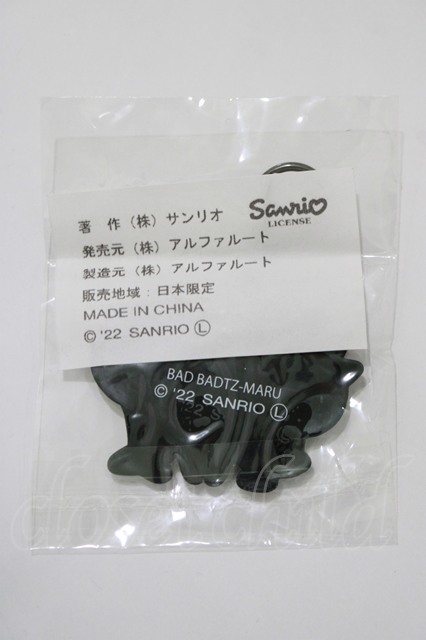 著 作（株）サンリオ
Sanrio
LICENSE
発売元（株）アルファルート
製造元（株）アルファルート
販売地域：日本限定
MADE IN CHINA
© '22 SANRIO Ⓛ
BAD BADTZ-MARU
© '22 SANRIO Ⓛ
closet child